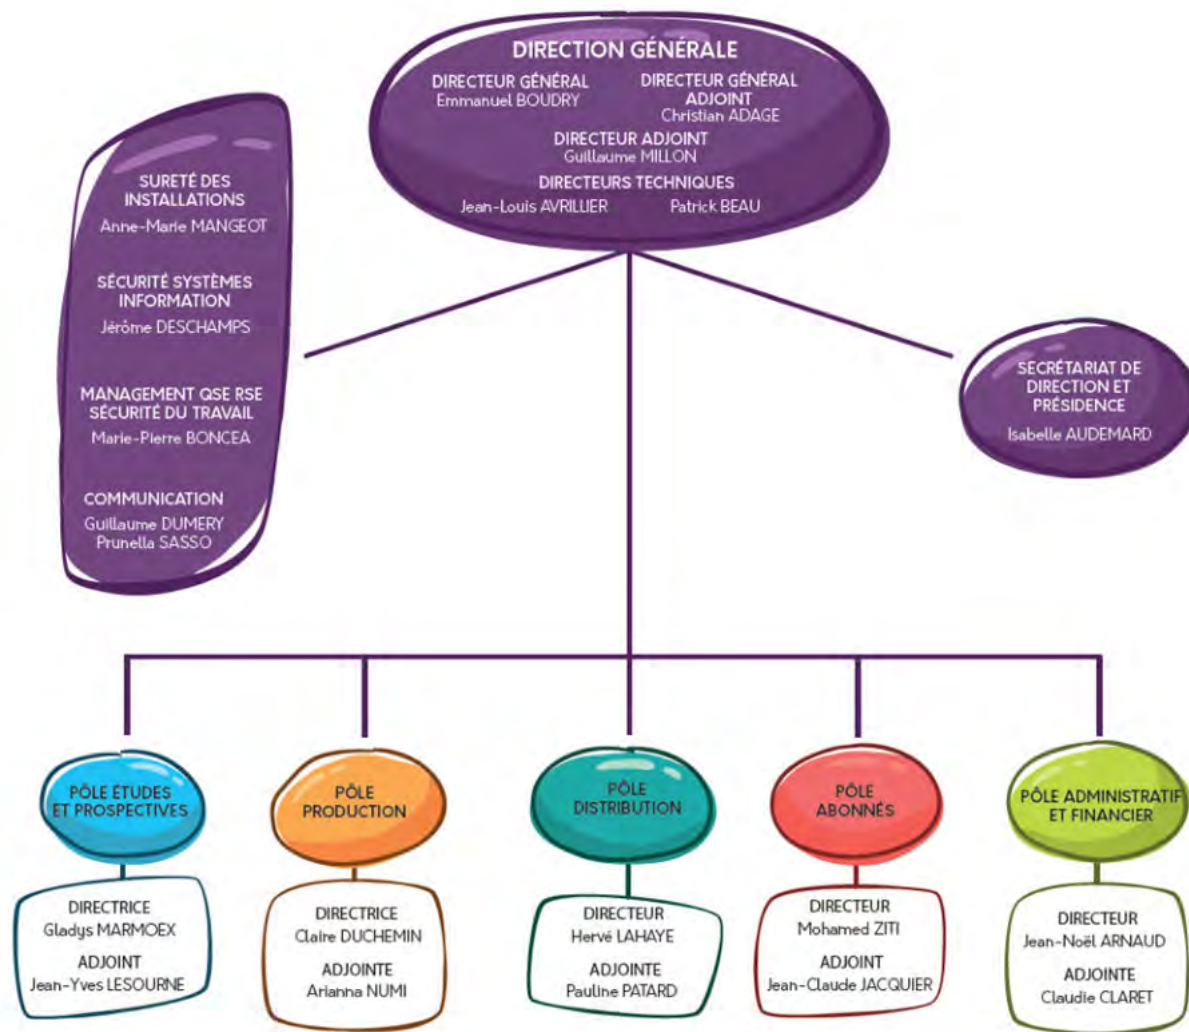 DIRECTION GÉNÉRALE
DIRECTEUR GÉNÉRAL
Emmanuel BOUDRY
DIRECTEUR GÉNÉRAL
ADJOINT
Christian ADAGE
DIRECTEUR ADJOINT
Guillaume MILLON
DIRECTEURS TECHNIQUES
Jean-Louis AVRILLIER
Patrick BEAU
SURETÉ DES
INSTALLATIONS
Anne-Marie MANGEOT
SÉCURITÉ SYSTÈMES
INFORMATION
Jérôme DESCHAMPS
MANAGEMENT QSE RSE
SÉCURITÉ DU TRAVAIL
Marie-Pierre BONCEA
COMMUNICATION
Guillaume DUMERY
Prunella SASSO
SECRÉTARIAT DE
DIRECTION ET
PRÉSIDENCE
Isabelle AUDEMARD
PÔLE ÉTUDES
ET PROSPECTIVES
DIRECTRICE
Gladys MARMOEX
ADJOINT
Jean-Yves LESOURNE
PÔLE
PRODUCTION
DIRECTRICE
Claire DUCHEMIN
ADJOINTE
Arianna NUMI
PÔLE
DISTRIBUTION
DIRECTEUR
Hervé LAHAYE
ADJOINTE
Pauline PATARD
PÔLE
ABONNÉS
DIRECTEUR
Mohamed ZITI
ADJOINT
Jean-Claude JACQUIER
PÔLE ADMINISTRATIF
ET FINANCIER
DIRECTEUR
Jean-Noël ARNAUD
ADJOINTE
Claudie CLARET